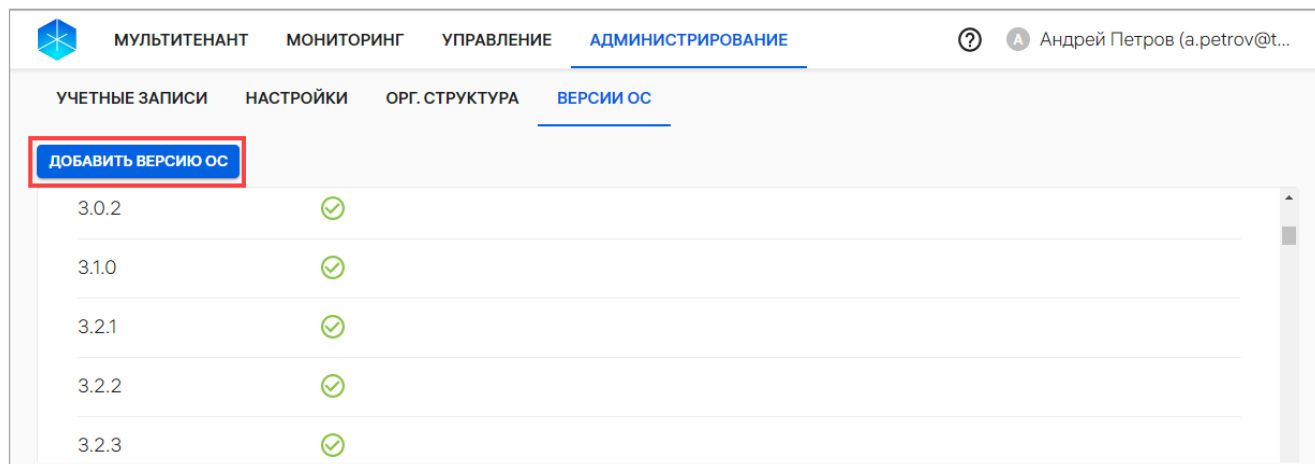 МУЛЬТИТЕНАНТ МОНИТОРИНГ УПРАВЛЕНИЕ АДМИНИСТРИРОВАНИЕ ? А Андрей Петров (a.petrov@t...
УЧЕТНЫЕ ЗАПИСИ НАСТРОЙКИ ОРГ. СТРУКТУРА ВЕРСИИ ОС
ДОБАВИТЬ ВЕРСИЮ ОС
3.0.2
3.1.0
3.2.1
3.2.2
3.2.3